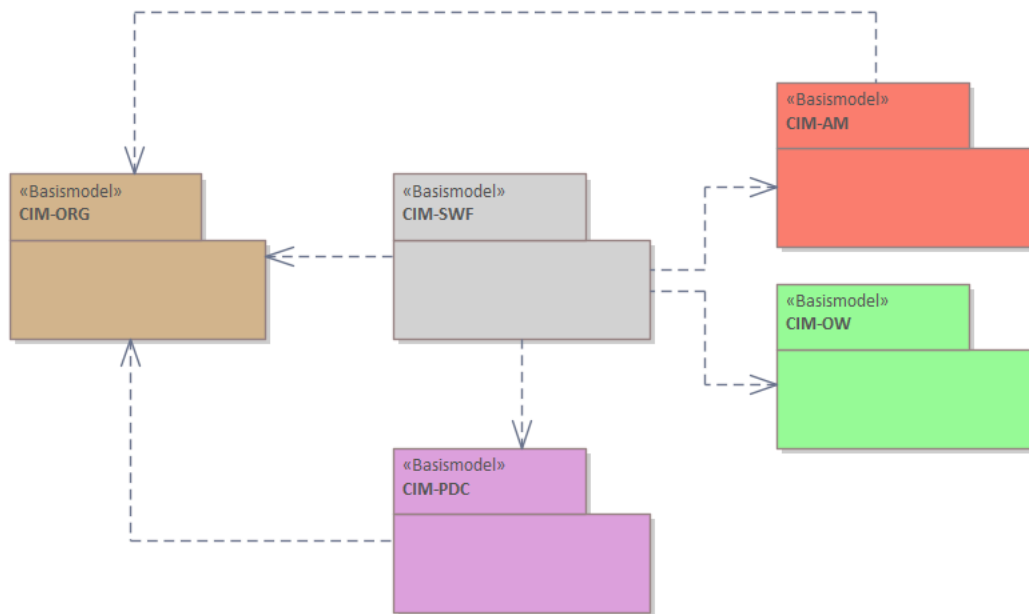 «Basismodel»
CIM-AM
«Basismodel»
CIM-ORG
«Basismodel»
CIM-SWF
«Basismodel»
CIM-OW
«Basismodel»
CIM-PDC